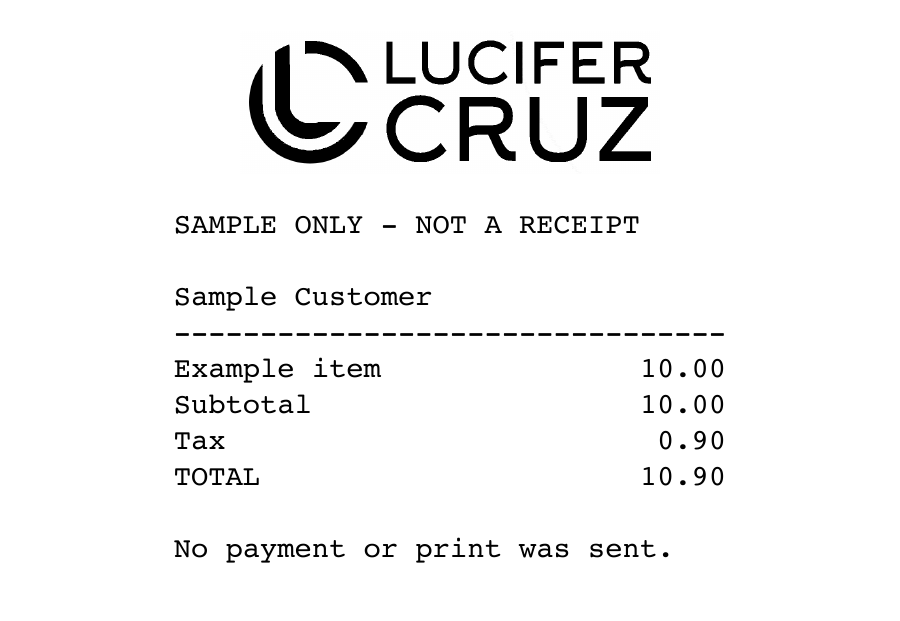 LUCIFER
CRUZ
SAMPLE ONLY - NOT A RECEIPT
Sample Customer
--------------------------------
Example item 10.00
Subtotal 10.00
Tax 0.90
TOTAL 10.90
No payment or print was sent.